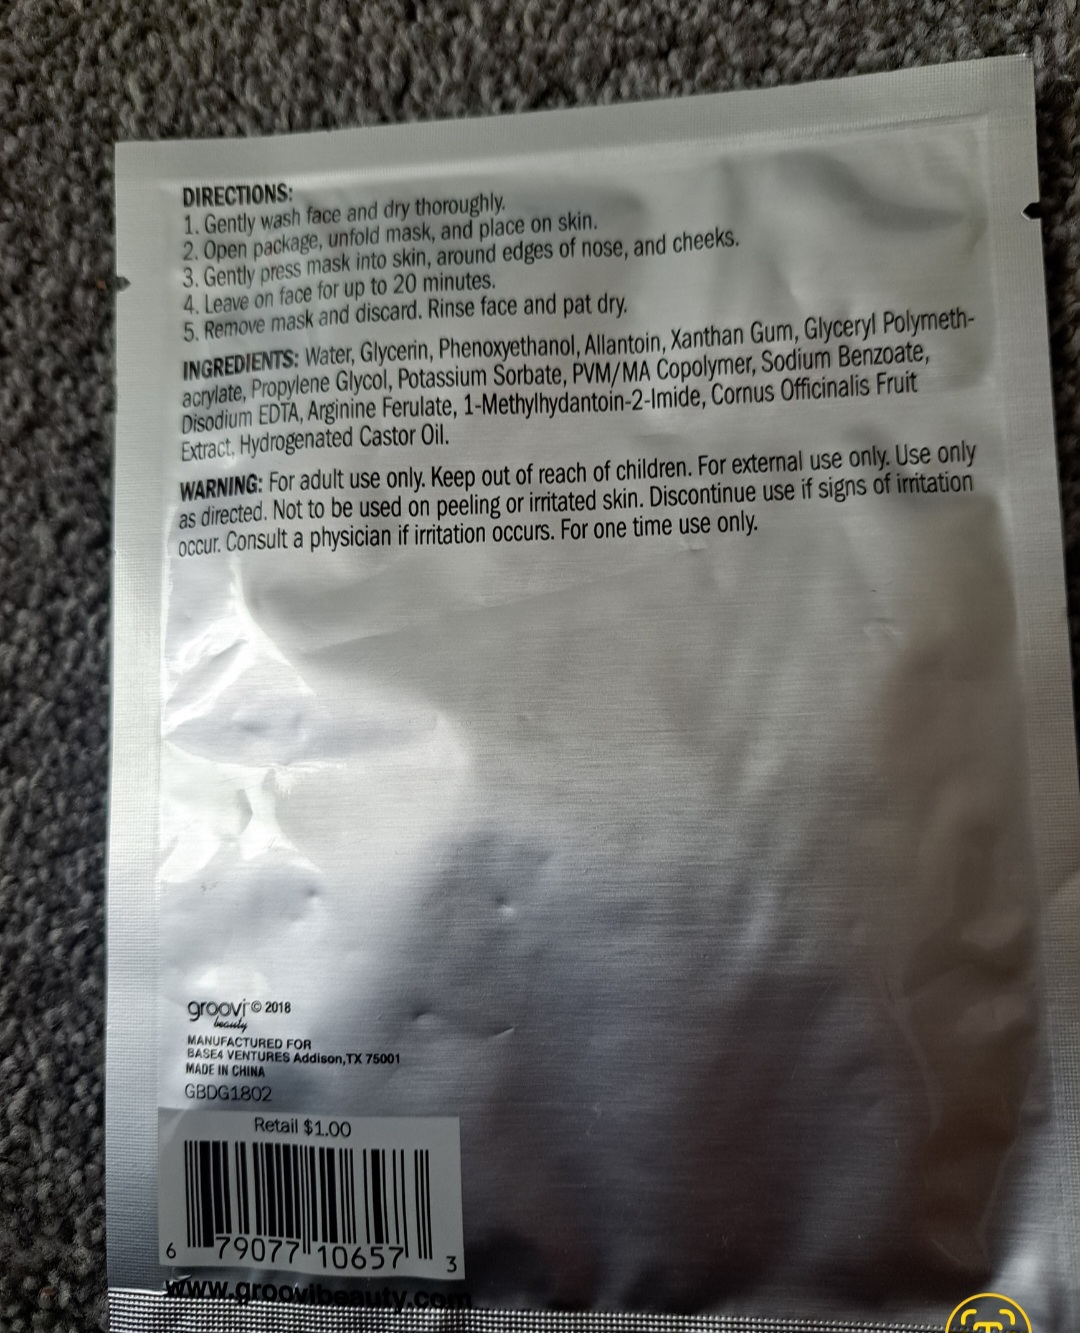 DIRECTIONS:
1. Gently wash face and dry thoroughly.
2. Open package, unfold mask, and place on skin.
3. Gently press mask into skin, around edges of nose, and cheeks.
4. Leave on face for up to 20 minutes.
5. Remove mask and discard. Rinse face and pat dry.
INGREDIENTS: Water, Glycerin, Phenoxyethanol, Allantoin, Xanthan Gum, Glyceryl Polymeth-
acrylate, Propylene Glycol, Potassium Sorbate, PVM/MA Copolymer, Sodium Benzoate,
Disodium EDTA, Arginine Ferulate, 1-Methylhydantoin-2-Imide, Cornus Officinalis Fruit
Extract, Hydrogenated Castor Oil.
WARNING: For adult use only. Keep out of reach of children. For external use only. Use only
as directed. Not to be used on peeling or irritated skin. Discontinue use if signs of irritation
occur. Consult a physician if irritation occurs. For one time use only.
groovi © 2018
beauty
MANUFACTURED FOR
BASE4 VENTURES Addison,TX 75001
MADE IN CHINA
GBDG1802
Retail $1.00
6 79077 10657 3
www.groovibeauty.com